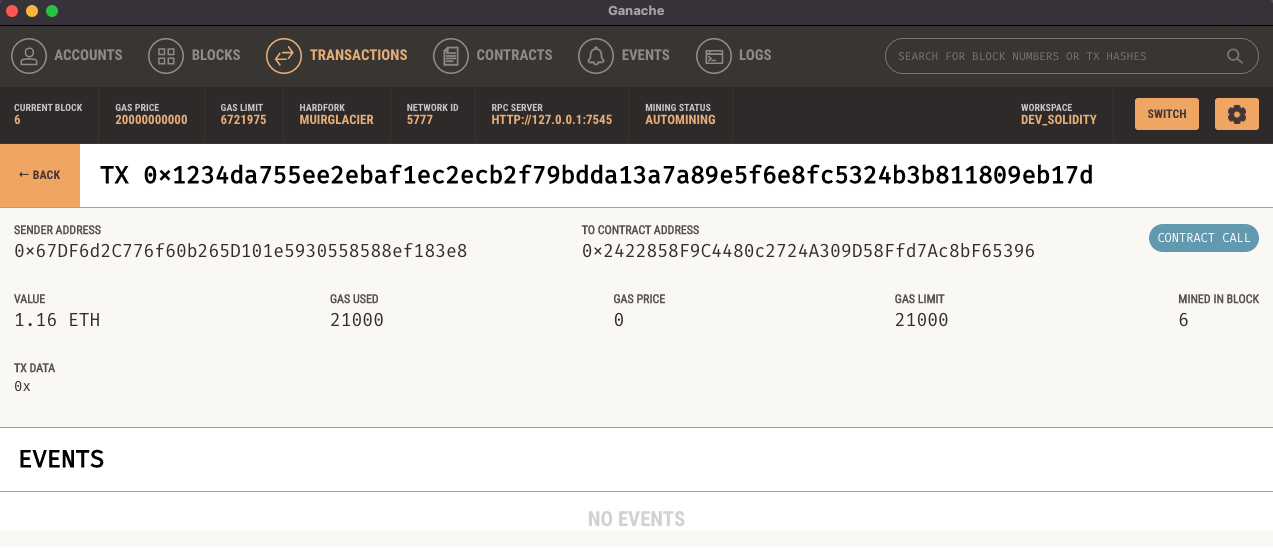 Ganache
ACCOUNTS BLOCKS TRANSACTIONS CONTRACTS EVENTS LOGS SEARCH FOR BLOCK NUMBERS OR TX HASHES
CURRENT BLOCK GAS PRICE GAS LIMIT HARDFORK NETWORK ID RPC SERVER MINING STATUS WORKSPACE
6 20000000000 6721975 MUIRGLACIER 5777 HTTP://127.0.0.1:7545 AUTOMINING DEV_SOLIDITY SWITCH
← BACK TX 0×1234da755ee2ebaf1ec2ecb2f79bdda13a7a89e5f6e8fc5324b3b811809eb17d
SENDER ADDRESS TO CONTRACT ADDRESS
0×67DF6d2C776f60b265D101e5930558588ef183e8 0×2422858F9C4480c2724A309D58Ffd7Ac8bF65396 CONTRACT CALL
VALUE GAS USED GAS PRICE GAS LIMIT MINED IN BLOCK
1.16 ETH 21000 0 21000 6
TX DATA
0x
EVENTS
NO EVENTS